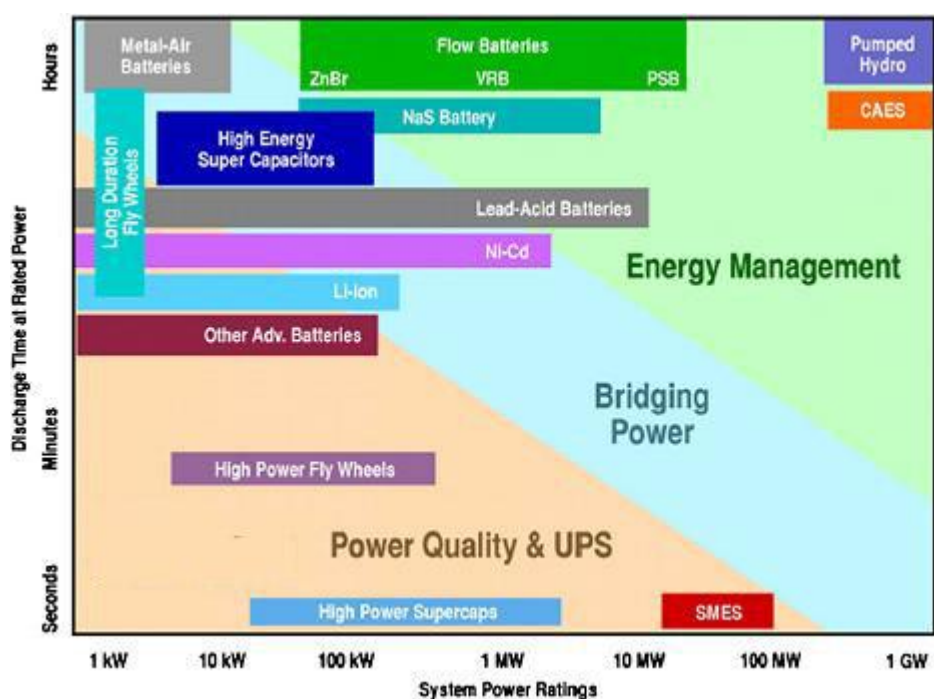 Metal-Air
Batteries
Flow Batteries
ZnBr VRB PSB
Pumped
Hydro
NaS Battery
CAES
High Energy
Super Capacitors
Long Duration
Fly Wheels
Lead-Acid Batteries
Ni-Cd
Energy Management
Li-Ion
Other Adv. Batteries
Bridging
Power
High Power Fly Wheels
Power Quality & UPS
High Power Supercaps
SMES
Discharge Time at Rated Power
Hours
Minutes
Seconds
1 kW 10 kW 100 kW 1 MW 10 MW 100 MW 1 GW
System Power Ratings